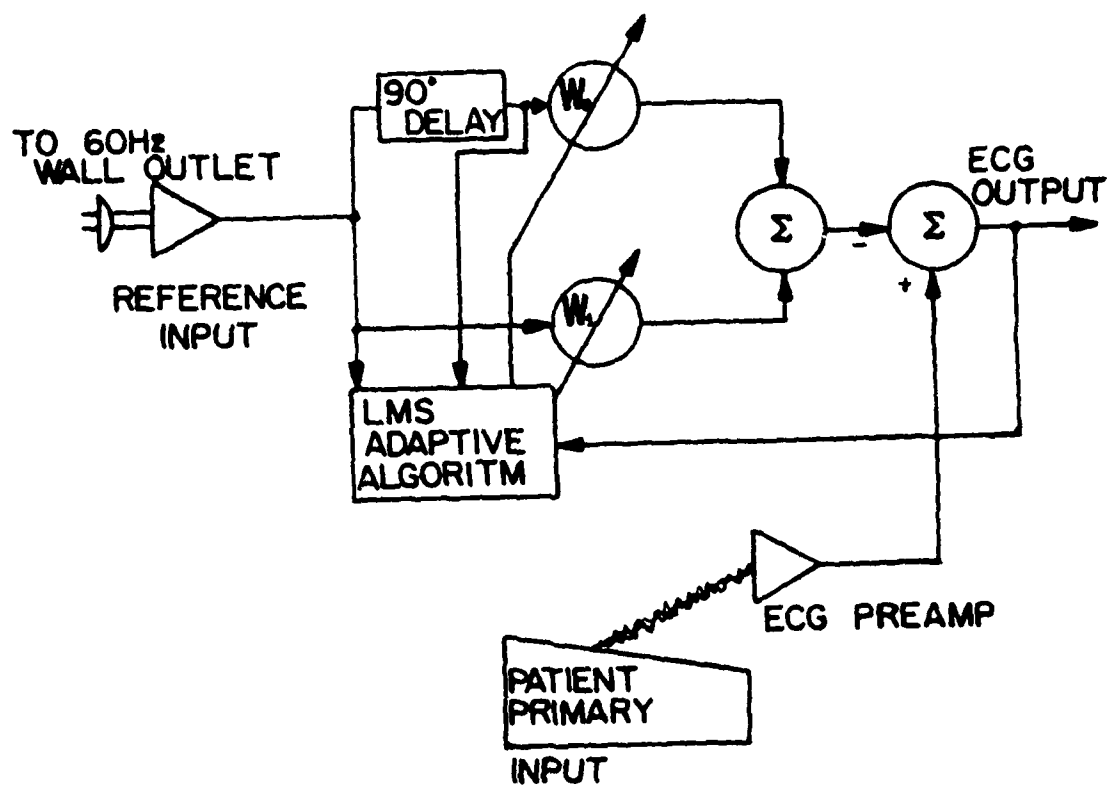 90°
DELAY
W₂
TO 60Hz
WALL OUTLET
ECG
OUTPUT
Σ
Σ
-
+
REFERENCE
INPUT
W₁
LMS
ADAPTIVE
ALGORITM
ECG PREAMP
PATIENT
PRIMARY
INPUT